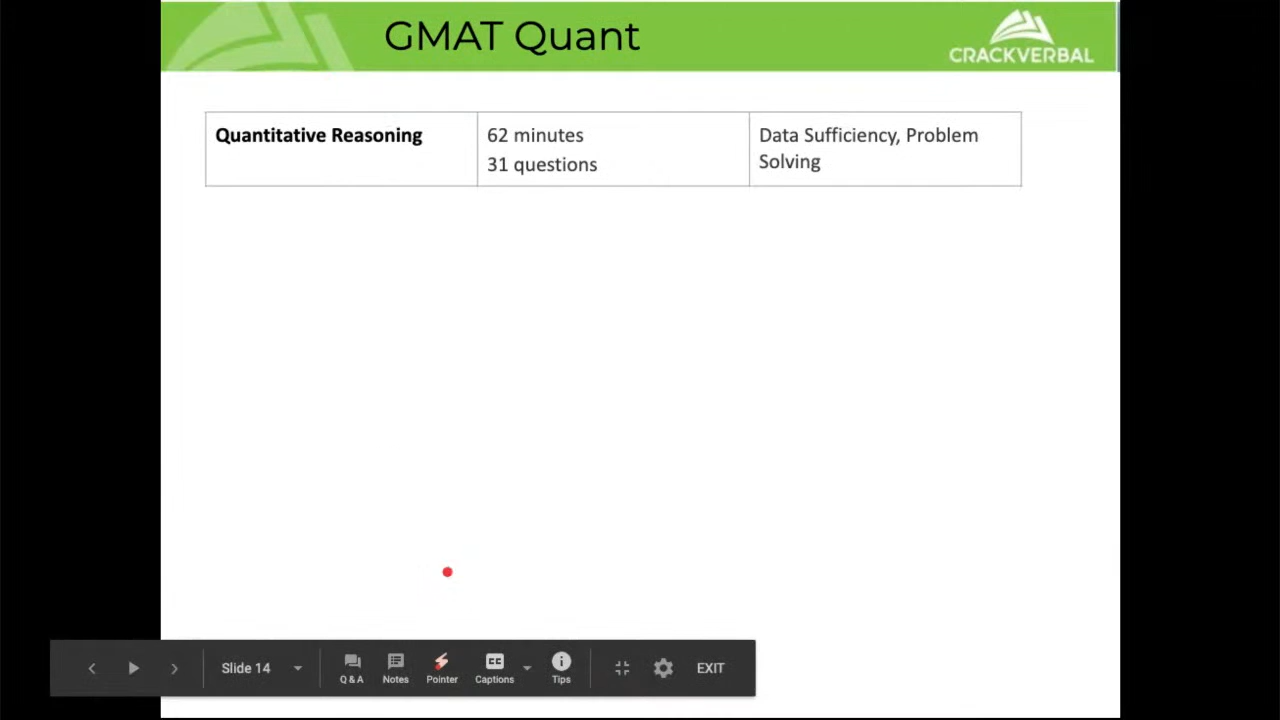 GMAT Quant
CRACKVERBAL
Quantitative Reasoning
62 minutes
31 questions
Data Sufficiency, Problem
Solving
Slide 14
Q & A
Notes
Pointer
CC
Captions
Tips
EXIT